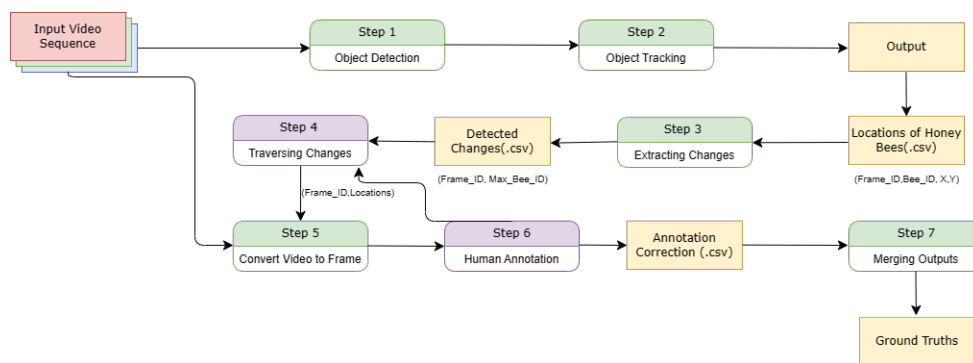 Input Video
Sequence
Step 1
Object Detection
Step 2
Object Tracking
Output
Step 4
Traversing Changes
Detected
Changes(.csv)
(Frame_ID, Max_Bee_ID)
Step 3
Extracting Changes
Locations of Honey
Bees(.csv)
(Frame_ID,Bee_ID, X,Y)
(Frame_ID,Locations)
Step 5
Convert Video to Frame
Step 6
Human Annotation
Annotation
Correction (.csv)
Step 7
Merging Outputs
Ground Truths